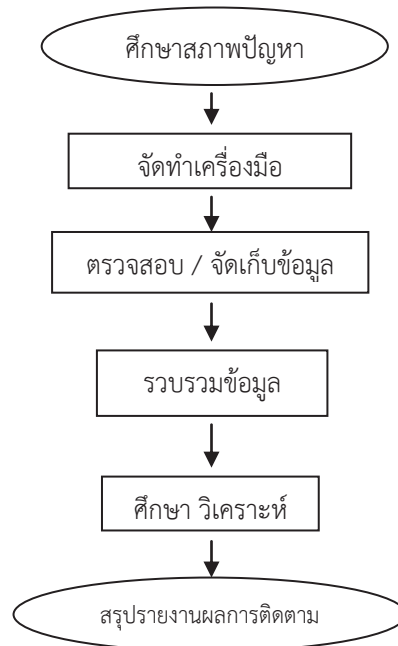 ศึกษาสภาพปัญหา
จัดทำเครื่องมือ
ตรวจสอบ / จัดเก็บข้อมูล
รวบรวมข้อมูล
ศึกษา วิเคราะห์
สรุปรายงานผลการติดตาม